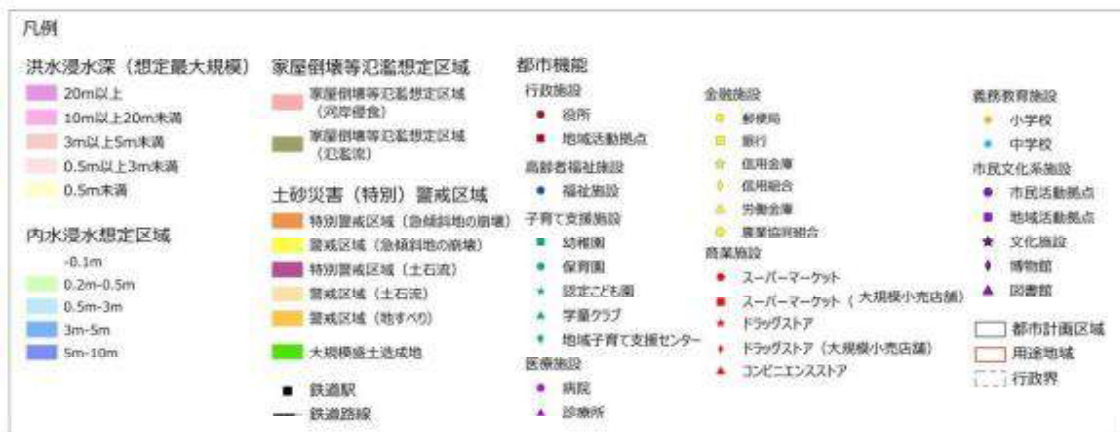 凡例
洪水浸水深（想定最大規模）
20m以上
10m以上20m未満
3m以上5m未満
0.5m以上3m未満
0.5m未満
内水浸水想定区域
-0.1m
0.2m-0.5m
0.5m-3m
3m-5m
5m-10m
家屋倒壊等氾濫想定区域
家屋倒壊等氾濫想定区域
（河岸侵食）
家屋倒壊等氾濫想定区域
（氾濫流）
土砂災害（特別）警戒区域
特別警戒区域（急傾斜地の崩壊）
警戒区域（急傾斜地の崩壊）
特別警戒区域（土石流）
警戒区域（土石流）
警戒区域（地すべり）
大規模盛土造成地
鉄道駅
鉄道路線
都市機能
行政施設
役所
地域活動拠点
高齢者福祉施設
福祉施設
子育て支援施設
幼稚園
保育園
認定こども園
学童クラブ
地域子育て支援センター
医療施設
病院
診療所
金融施設
郵便局
銀行
信用金庫
信用組合
労働金庫
農業協同組合
商業施設
スーパーマーケット
スーパーマーケット（大規模小売店舗）
ドラッグストア
ドラッグストア（大規模小売店舗）
コンビニエンスストア
義務教育施設
小学校
中学校
市民文化系施設
市民活動拠点
地域活動拠点
文化施設
博物館
図書館
都市計画区域
用途地域
行政界